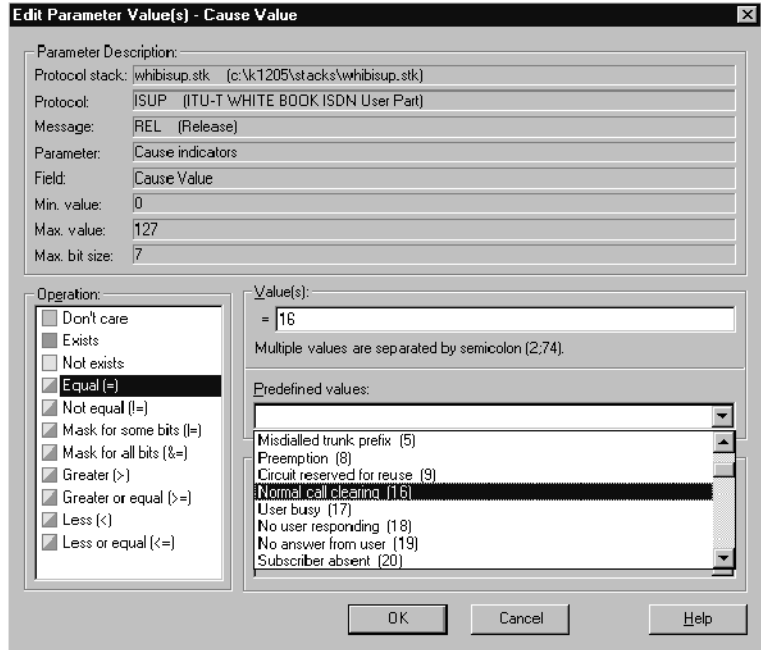 Edit Parameter Value(s) - Cause Value
Parameter Description:
Protocol stack: whibisup.stk (c:\k1205\stacks\whibisup.stk)
Protocol: ISUP (ITU-T WHITE BOOK ISDN User Part)
Message: REL (Release)
Parameter: Cause indicators
Field: Cause Value
Min. value: 0
Max. value: 127
Max. bit size: 7
Operation:
Don't care
Exists
Not exists
Equal (=)
Not equal (!=)
Mask for some bits (|=)
Mask for all bits (&=)
Greater (>)
Greater or equal (>=)
Less (<)
Less or equal (<=)
Value(s):
= 16
Multiple values are separated by semicolon (2;74).
Predefined values:
Misdialled trunk prefix (5)
Preemption (8)
Circuit reserved for reuse (9)
Normal call clearing (16)
User busy (17)
No user responding (18)
No answer from user (19)
Subscriber absent (20)
OK Cancel Help